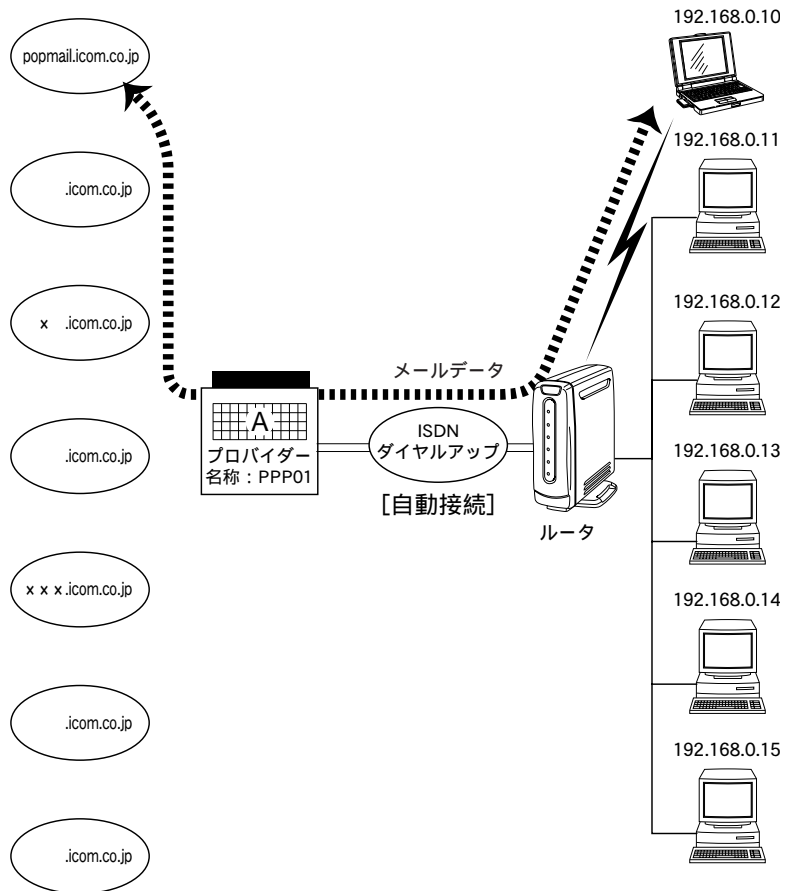 popmail.icom.co.jp
.icom.co.jp
x .icom.co.jp
.icom.co.jp
x x x .icom.co.jp
.icom.co.jp
.icom.co.jp
A
プロバイダー
名称：PPP01
メールデータ
ISDN
ダイヤルアップ
[自動接続]
ルータ
192.168.0.10
192.168.0.11
192.168.0.12
192.168.0.13
192.168.0.14
192.168.0.15